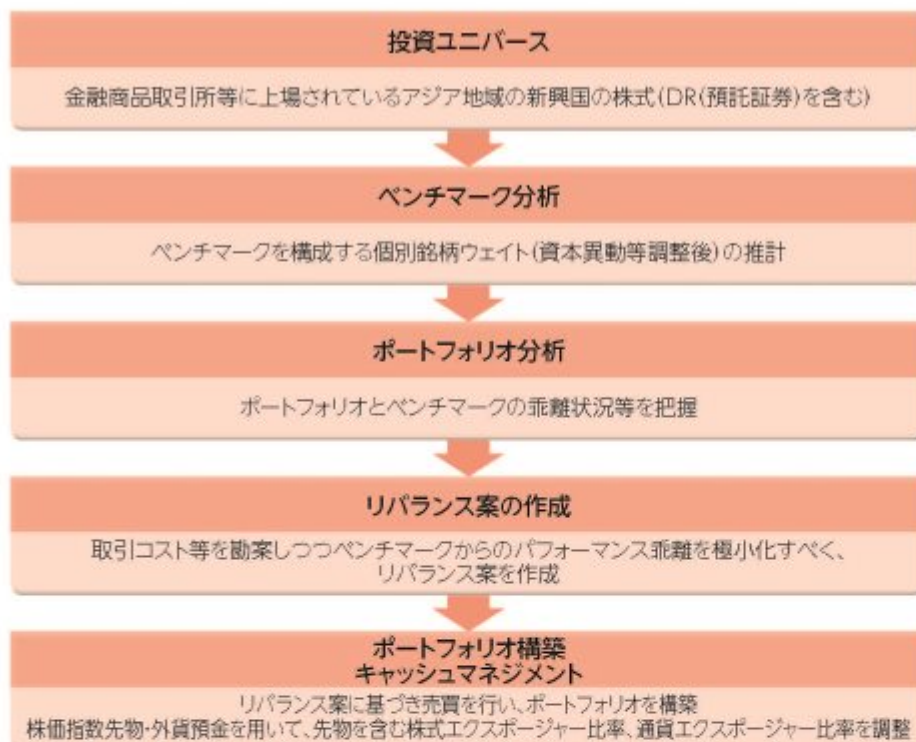 投資ユニバース
金融商品取引所等に上場されているアジア地域の新興国の株式(DR(預託証券)を含む)
ベンチマーク分析
ベンチマークを構成する個別銘柄ウェイト(資本異動等調整後)の推計
ポートフォリオ分析
ポートフォリオとベンチマークの乖離状況等を把握
リバランス案の作成
取引コスト等を勘案しつつベンチマークからのパフォーマンス乖離を極小化すべく、
リバランス案を作成
ポートフォリオ構築
キャッシュマネジメント
リバランス案に基づき売買を行い、ポートフォリオを構築
株価指数先物・外貨預金を用いて、先物を含む株式エクスポージャー比率、通貨エクスポージャー比率を調整